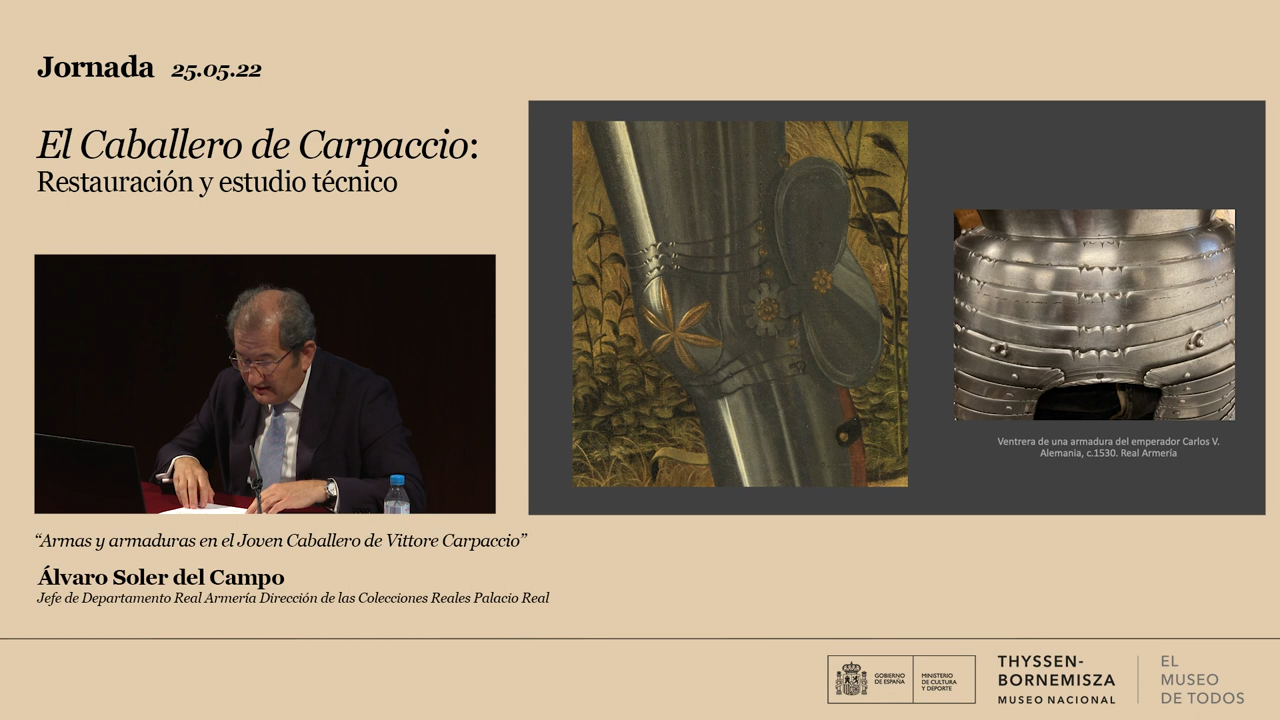 Jornada 25.05.22
El Caballero de Carpaccio:
Restauración y estudio técnico
Ventrera de una armadura del emperador Carlos V.
Alemania, c.1530. Real Armería
“Armas y armaduras en el Joven Caballero de Vittore Carpaccio”
Álvaro Soler del Campo
Jefe de Departamento Real Armería Dirección de las Colecciones Reales Palacio Real
GOBIERNO
DE ESPAÑA
MINISTERIO
DE CULTURA
Y DEPORTE
THYSSEN-
BORNEMISZA
MUSEO NACIONAL
EL
MUSEO
DE TODOS